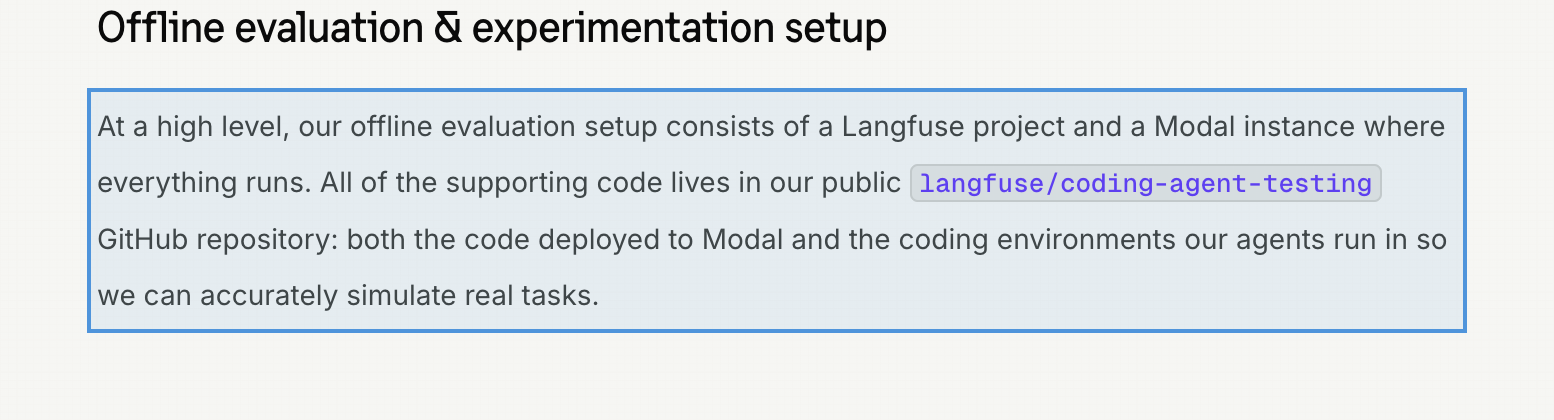 Offline evaluation & experimentation setup
At a high level, our offline evaluation setup consists of a Langfuse project and a Modal instance where
everything runs. All of the supporting code lives in our public langfuse/coding-agent-testing
GitHub repository: both the code deployed to Modal and the coding environments our agents run in so
we can accurately simulate real tasks.